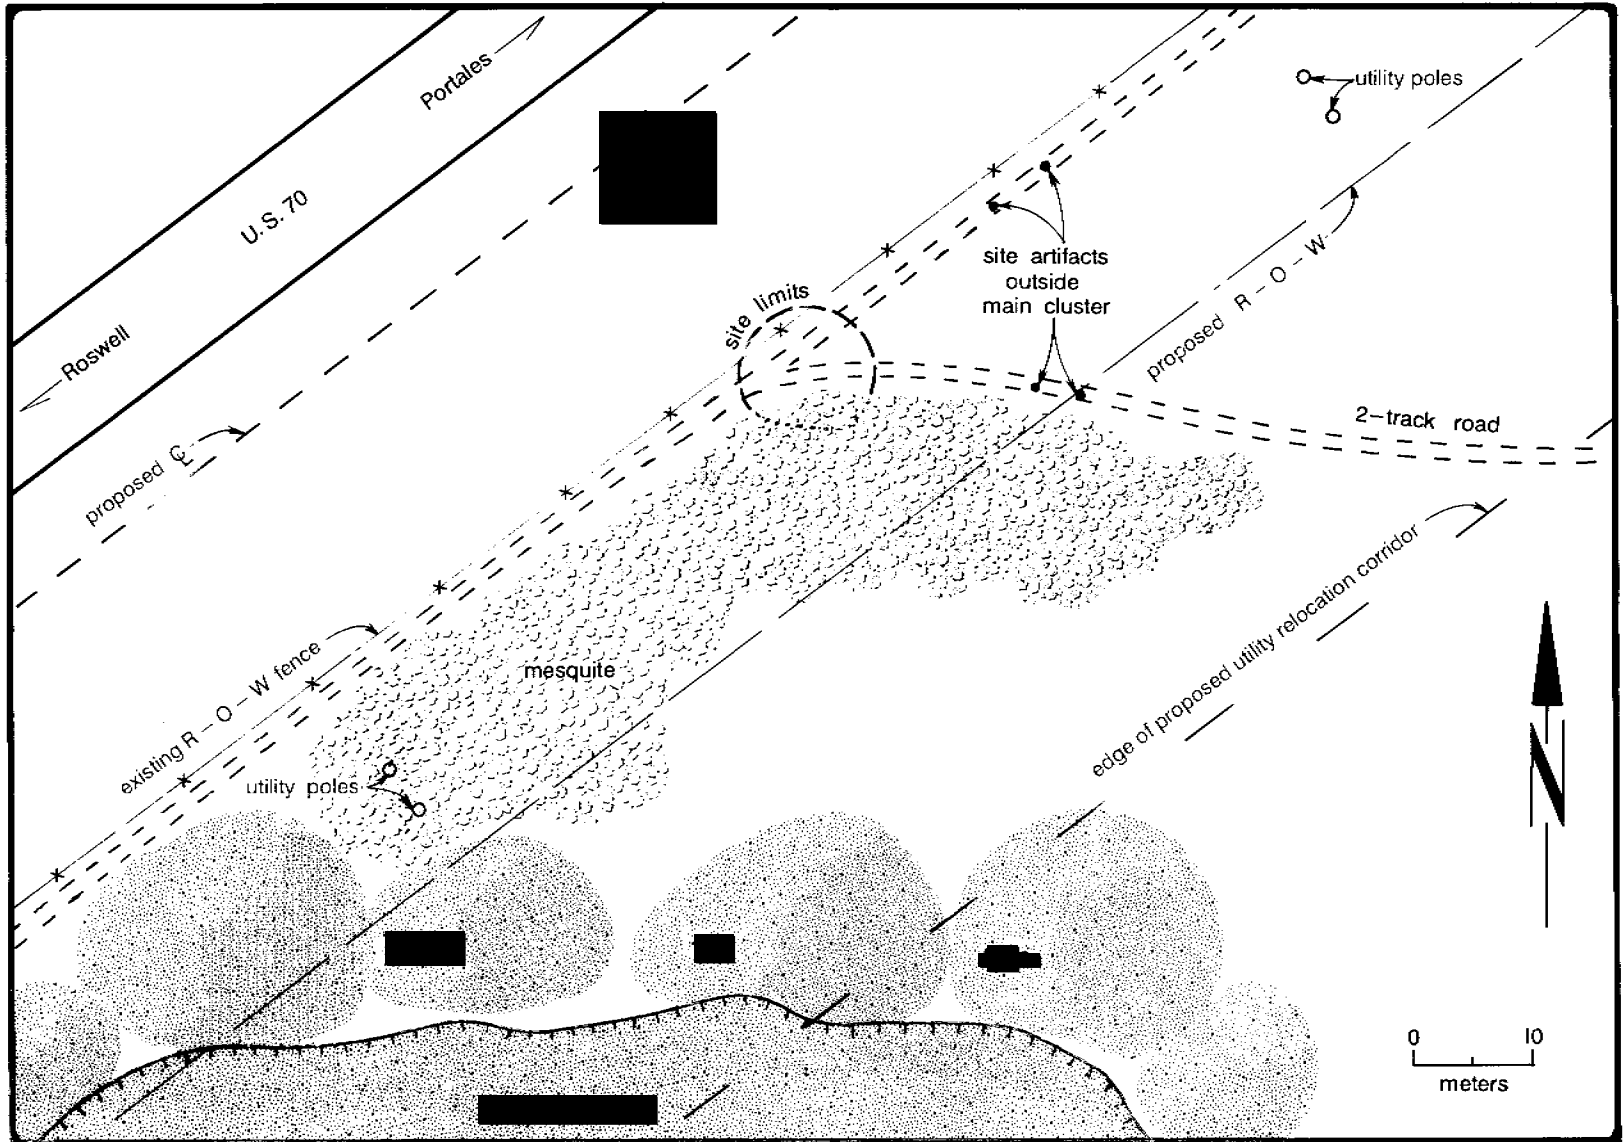 Portales
utility poles
U. S. 70
site artifacts
outside
main cluster
site limits
proposed R - O - W
Roswell
2-track road
proposed ℄
edge of proposed utility relocation corridor
existing R - O - W fence
mesquite
utility poles
N
0 10
meters